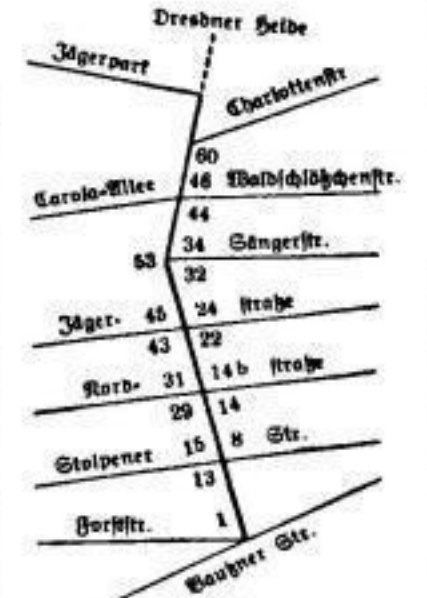 Dresdner Heide
Jägerpark
Charlottenstr
60
Carola-Allee 46 Waldschlößchenstr.
44
34 Sängerstr.
53
32
Jäger- 45 24 straße
43 22
Nord- 31 14b straße
29 14
Stolpener 15 8 Str.
13
Forststr. 1
Bautzner Str.